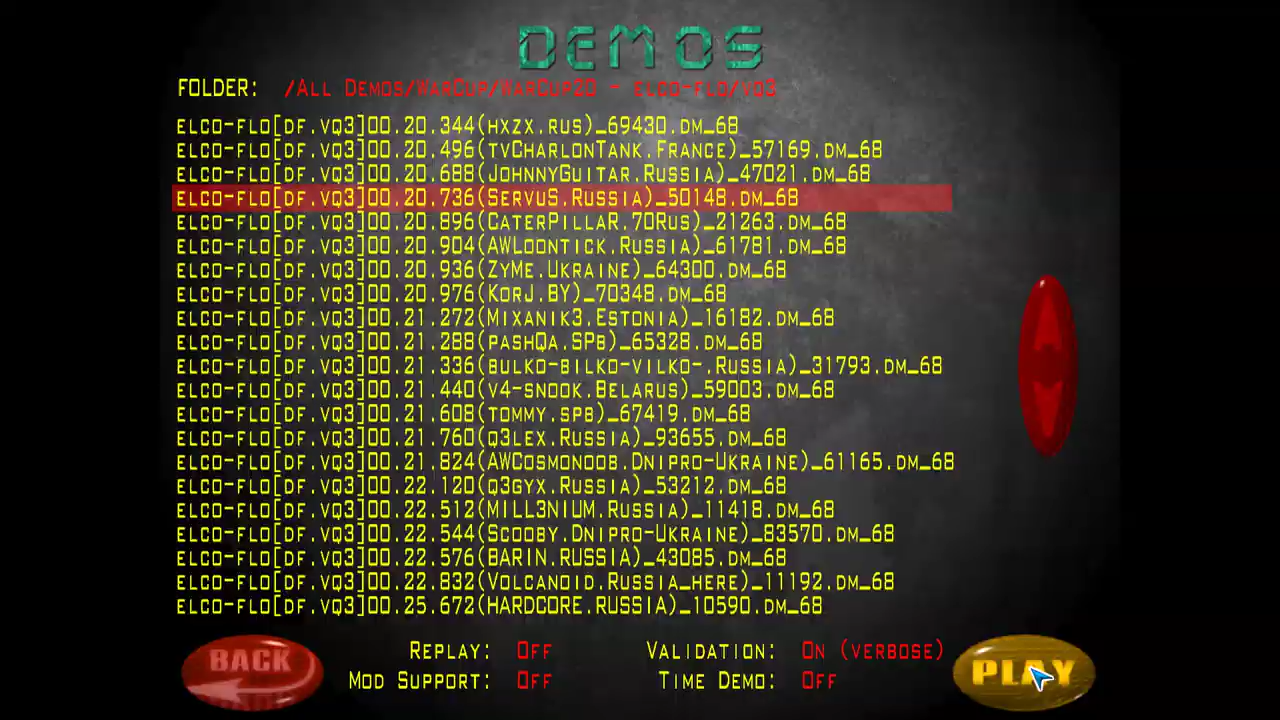 DEMOS
FOLDER: /All Demos/WarCup/WarCup20 - elco-flo/vq3
elco-flo[df.vq3]00.20.344(hxzx.rus)_69430.dm_68
elco-flo[df.vq3]00.20.496(tvCharlonTank.France)_57169.dm_68
elco-flo[df.vq3]00.20.688(JohnnyGuitar.Russia)_47021.dm_68
elco-flo[df.vq3]00.20.736(ServuS.Russia)_50148.dm_68
elco-flo[df.vq3]00.20.896(CaterPillaR.70Rus)_21263.dm_68
elco-flo[df.vq3]00.20.904(AWLoontick.Russia)_61781.dm_68
elco-flo[df.vq3]00.20.936(ZyMe.Ukraine)_64300.dm_68
elco-flo[df.vq3]00.20.976(KorJ.BY)_70348.dm_68
elco-flo[df.vq3]00.21.272(Mixanik3.Estonia)_16182.dm_68
elco-flo[df.vq3]00.21.288(pashQa.SPb)_65328.dm_68
elco-flo[df.vq3]00.21.336(bulko-bilko-vilko-.Russia)_31793.dm_68
elco-flo[df.vq3]00.21.440(v4-snook.Belarus)_59003.dm_68
elco-flo[df.vq3]00.21.608(tommy.spb)_67419.dm_68
elco-flo[df.vq3]00.21.760(Q3lex.Russia)_93655.dm_68
elco-flo[df.vq3]00.21.824(AWCosmonoob.Dnipro-Ukraine)_61165.dm_68
elco-flo[df.vq3]00.22.120(q3gyx.Russia)_53212.dm_68
elco-flo[df.vq3]00.22.512(MILL3NIUM.Russia)_11418.dm_68
elco-flo[df.vq3]00.22.544(Scooby.Dnipro-Ukraine)_83570.dm_68
elco-flo[df.vq3]00.22.576(BARIN.RUSSIA)_43085.dm_68
elco-flo[df.vq3]00.22.832(Volcanoid.Russia_here)_11192.dm_68
elco-flo[df.vq3]00.25.672(HARDCORE.RUSSIA)_10590.dm_68
BACK
Replay: Off
Validation: On (verbose)
Mod Support: Off
Time Demo: Off
PLAY